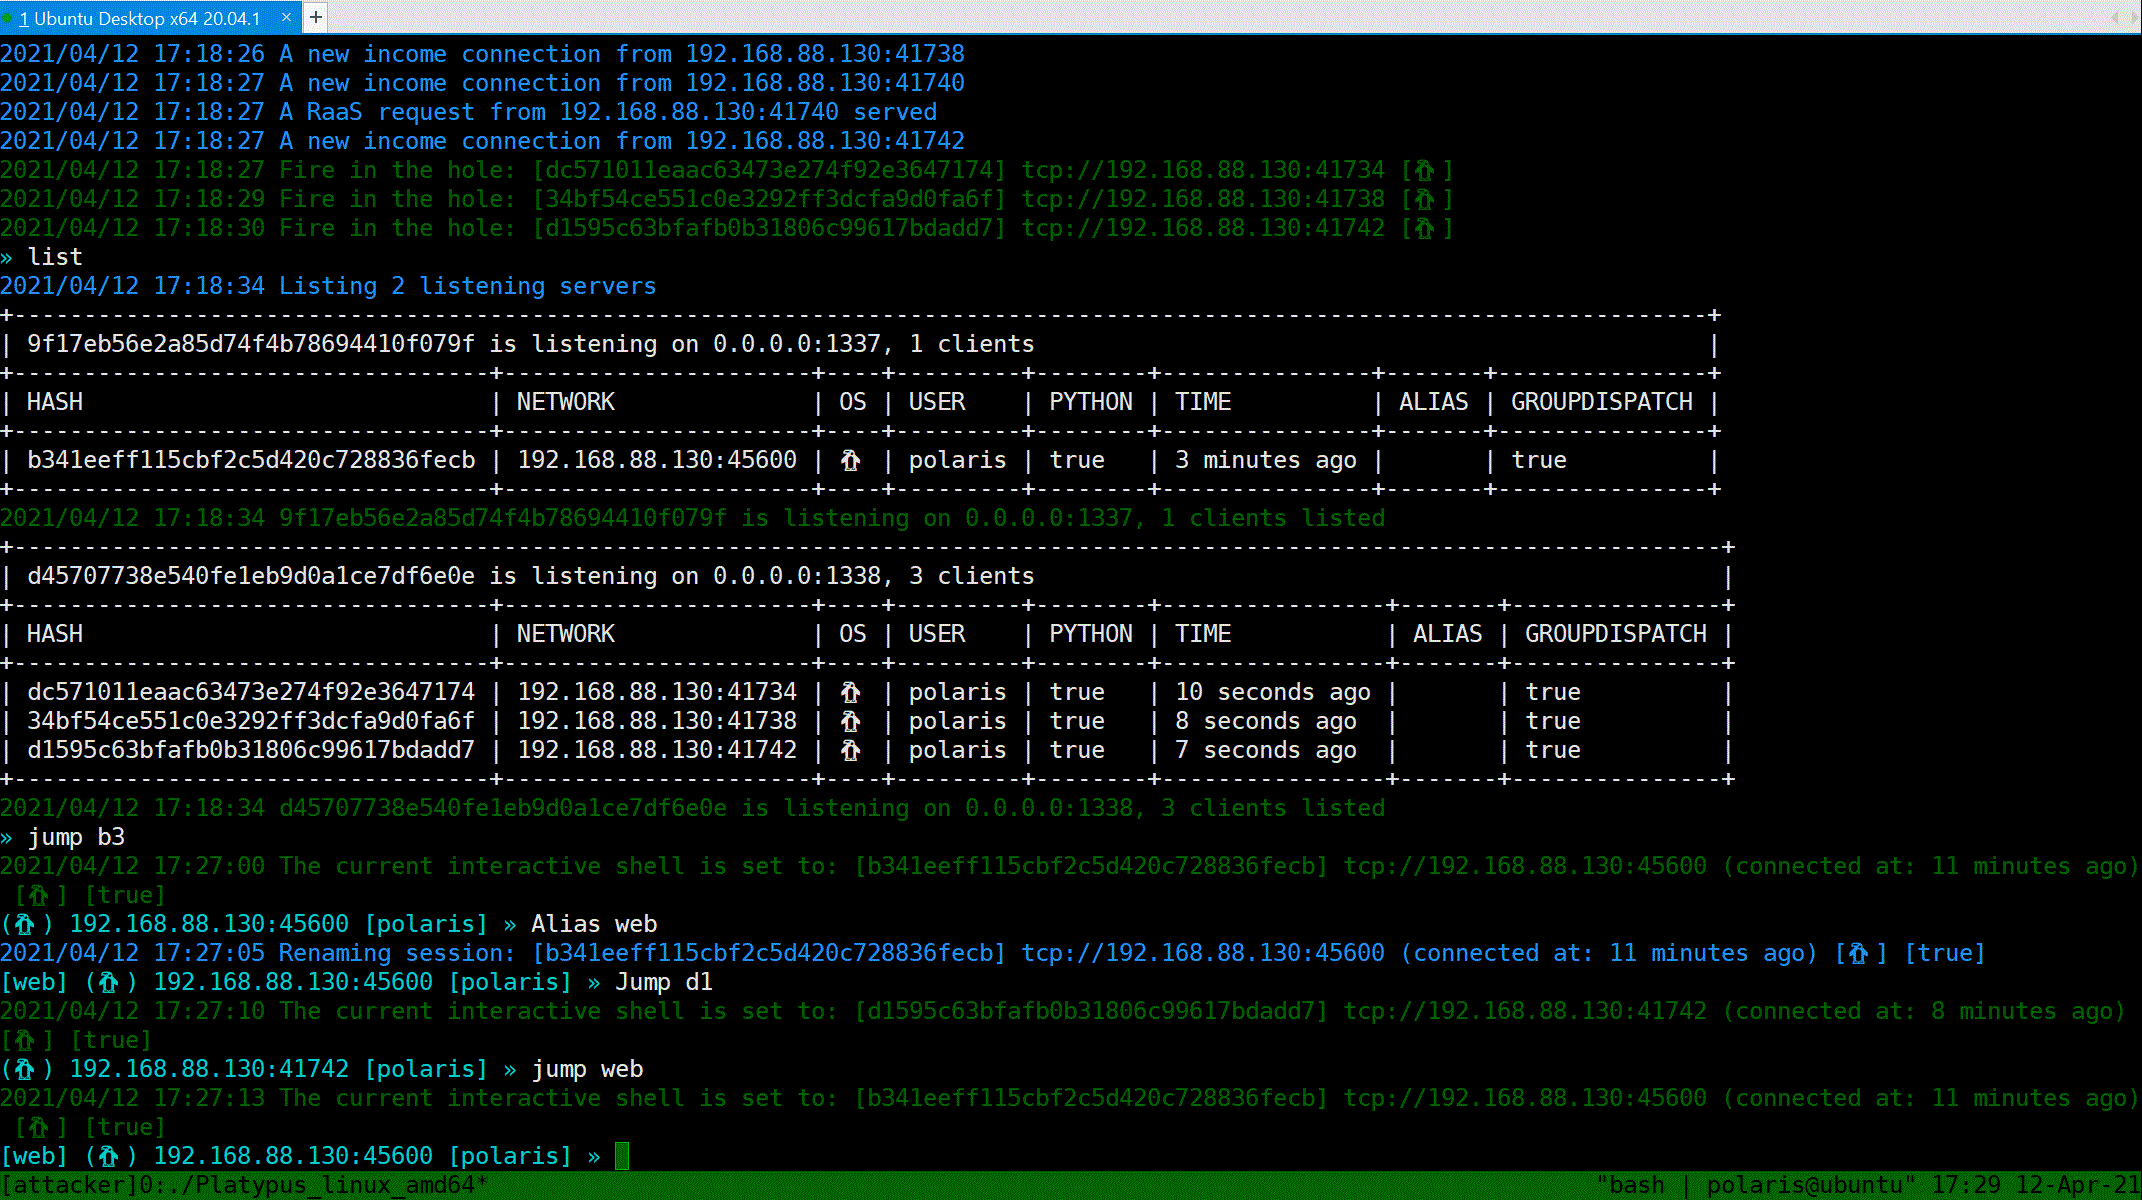 1 Ubuntu Desktop x64 20.04.1 × +
2021/04/12 17:18:26 A new income connection from 192.168.88.130:41738
2021/04/12 17:18:27 A new income connection from 192.168.88.130:41740
2021/04/12 17:18:27 A RaaS request from 192.168.88.130:41740 served
2021/04/12 17:18:27 A new income connection from 192.168.88.130:41742
2021/04/12 17:18:27 Fire in the hole: [dc571011eaac63473e274f92e3647174] tcp://192.168.88.130:41734 [🐧]
2021/04/12 17:18:29 Fire in the hole: [34bf54ce551c0e3292ff3dcfa9d0fa6f] tcp://192.168.88.130:41738 [🐧]
2021/04/12 17:18:30 Fire in the hole: [d1595c63bfafb0b31806c99617bdadd7] tcp://192.168.88.130:41742 [🐧]
» list
2021/04/12 17:18:34 Listing 2 listening servers
| 9f17eb56e2a85d74f4b78694410f079f is listening on 0.0.0.0:1337, 1 clients |
| HASH | NETWORK | OS | USER | PYTHON | TIME | ALIAS | GROUPDISPATCH |
| b341eeff115cbf2c5d420c728836fecb | 192.168.88.130:45600 | 🐧 | polaris | true | 3 minutes ago | | true |
2021/04/12 17:18:34 9f17eb56e2a85d74f4b78694410f079f is listening on 0.0.0.0:1337, 1 clients listed
| d45707738e540fe1eb9d0a1ce7df6e0e is listening on 0.0.0.0:1338, 3 clients |
| HASH | NETWORK | OS | USER | PYTHON | TIME | ALIAS | GROUPDISPATCH |
| dc571011eaac63473e274f92e3647174 | 192.168.88.130:41734 | 🐧 | polaris | true | 10 seconds ago | | true |
| 34bf54ce551c0e3292ff3dcfa9d0fa6f | 192.168.88.130:41738 | 🐧 | polaris | true | 8 seconds ago | | true |
| d1595c63bfafb0b31806c99617bdadd7 | 192.168.88.130:41742 | 🐧 | polaris | true | 7 seconds ago | | true |
2021/04/12 17:18:34 d45707738e540fe1eb9d0a1ce7df6e0e is listening on 0.0.0.0:1338, 3 clients listed
» jump b3
2021/04/12 17:27:00 The current interactive shell is set to: [b341eeff115cbf2c5d420c728836fecb] tcp://192.168.88.130:45600 (connected at: 11 minutes ago)
[🐧] [true]
(🐧) 192.168.88.130:45600 [polaris] » Alias web
2021/04/12 17:27:05 Renaming session: [b341eeff115cbf2c5d420c728836fecb] tcp://192.168.88.130:45600 (connected at: 11 minutes ago) [🐧] [true]
[web] (🐧) 192.168.88.130:45600 [polaris] » Jump d1
2021/04/12 17:27:10 The current interactive shell is set to: [d1595c63bfafb0b31806c99617bdadd7] tcp://192.168.88.130:41742 (connected at: 8 minutes ago)
[🐧] [true]
(🐧) 192.168.88.130:41742 [polaris] » jump web
2021/04/12 17:27:13 The current interactive shell is set to: [b341eeff115cbf2c5d420c728836fecb] tcp://192.168.88.130:45600 (connected at: 11 minutes ago)
[🐧] [true]
[web] (🐧) 192.168.88.130:45600 [polaris] »
[attacker]0:./Platypus_linux_amd64* "bash | polaris@ubuntu" 17:29 12-Apr-21